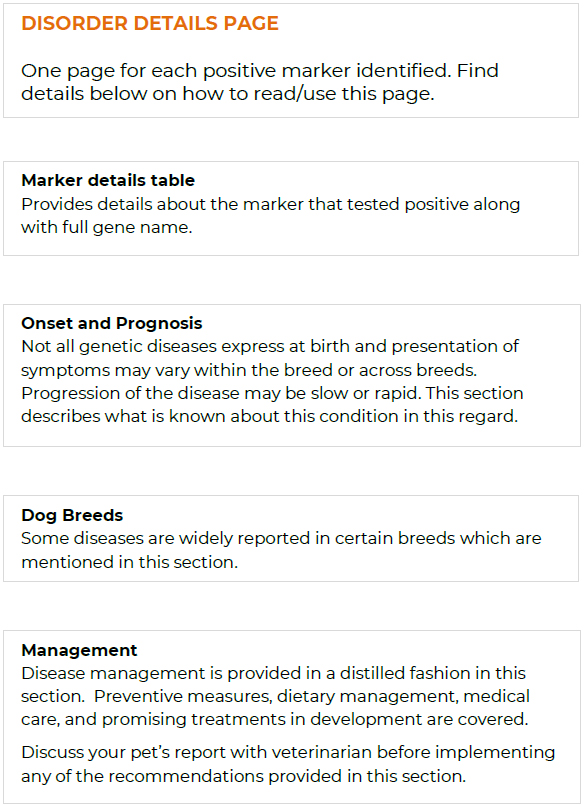 DISORDER DETAILS PAGE
One page for each positive marker identified. Find
details below on how to read/use this page.
Marker details table
Provides details about the marker that tested positive along
with full gene name.
Onset and Prognosis
Not all genetic diseases express at birth and presentation of
symptoms may vary within the breed or across breeds.
Progression of the disease may be slow or rapid. This section
describes what is known about this condition in this regard.
Dog Breeds
Some diseases are widely reported in certain breeds which are
mentioned in this section.
Management
Disease management is provided in a distilled fashion in this
section.  Preventive measures, dietary management, medical
care, and promising treatments in development are covered.
Discuss your pet’s report with veterinarian before implementing
any of the recommendations provided in this section.